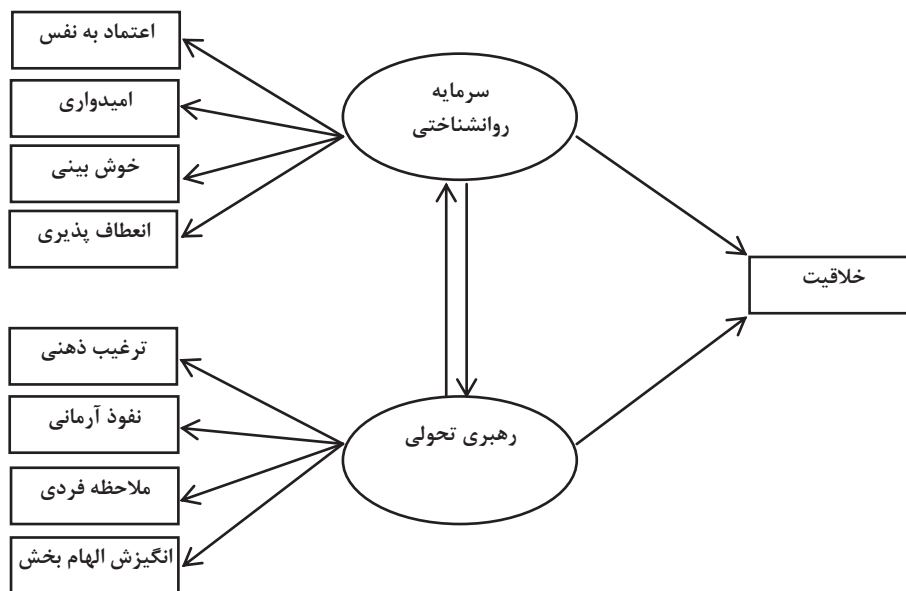 اعتماد به نفس
امیدواری
خوش بینی
انعطاف پذیری
سرمایه
روانشناختی
خلاقیت
ترغیب ذهنی
نفوذ آرمانی
ملاحظه فردی
انگیزش الهام بخش
رهبری تحولی